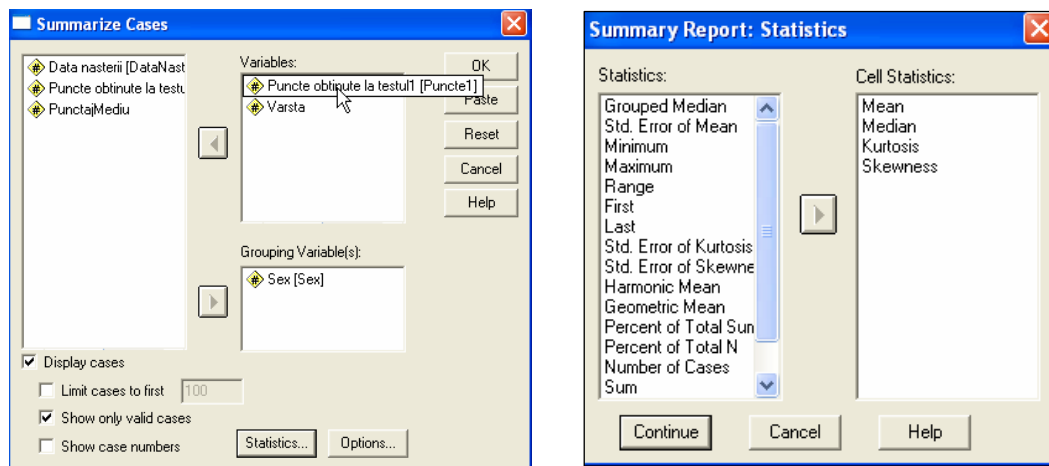 Summarize Cases
Data nasterii [DataNast
Puncte obtinute la testu
PunctajMediu
Variables:
Puncte obtinute la testul1 [Puncte1]
Varsta
Grouping Variable(s):
Sex [Sex]
OK
Paste
Reset
Cancel
Help
Display cases
Limit cases to first 100
Show only valid cases
Show case numbers
Statistics... Options...
Summary Report: Statistics
Statistics:
Grouped Median
Std. Error of Mean
Minimum
Maximum
Range
First
Last
Std. Error of Kurtosis
Std. Error of Skewne
Harmonic Mean
Geometric Mean
Percent of Total Sun
Percent of Total N
Number of Cases
Sum
Cell Statistics:
Mean
Median
Kurtosis
Skewness
Continue Cancel Help